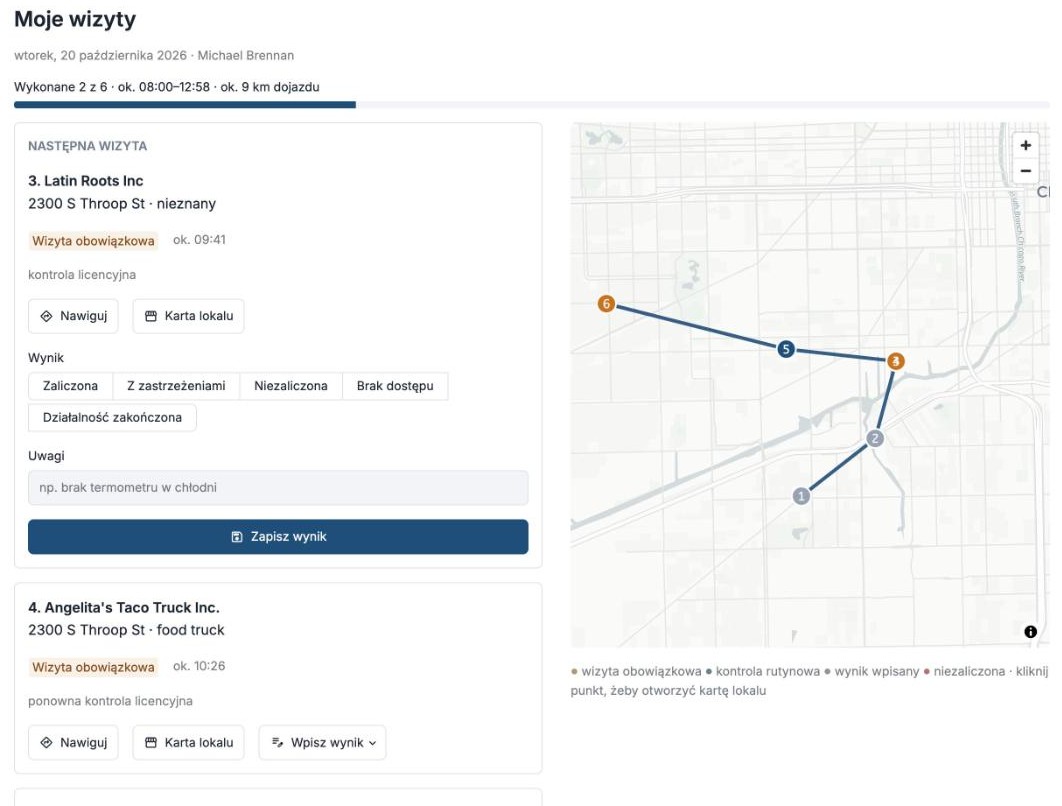 Moje wizyty
wtorek, 20 października 2026 · Michael Brennan
Wykonane 2 z 6 · ok. 08:00–12:58 · ok. 9 km dojazdu
NASTĘPNA WIZYTA
3. Latin Roots Inc
2300 S Throop St · nieznany
Wizyta obowiązkowa ok. 09:41
kontrola licencyjna
Nawiguj Karta lokalu
Wynik
Zaliczona Z zastrzeżeniami Niezaliczona Brak dostępu
Działalność zakończona
Uwagi
np. brak termometru w chłodni
Zapisz wynik
4. Angelita's Taco Truck Inc.
2300 S Throop St · food truck
Wizyta obowiązkowa ok. 10:26
ponowna kontrola licencyjna
Nawiguj Karta lokalu Wpisz wynik
+
−
6
5
2
1
• wizyta obowiązkowa • kontrola rutynowa • wynik wpisany • niezaliczona · kliknij
punkt, żeby otworzyć kartę lokalu